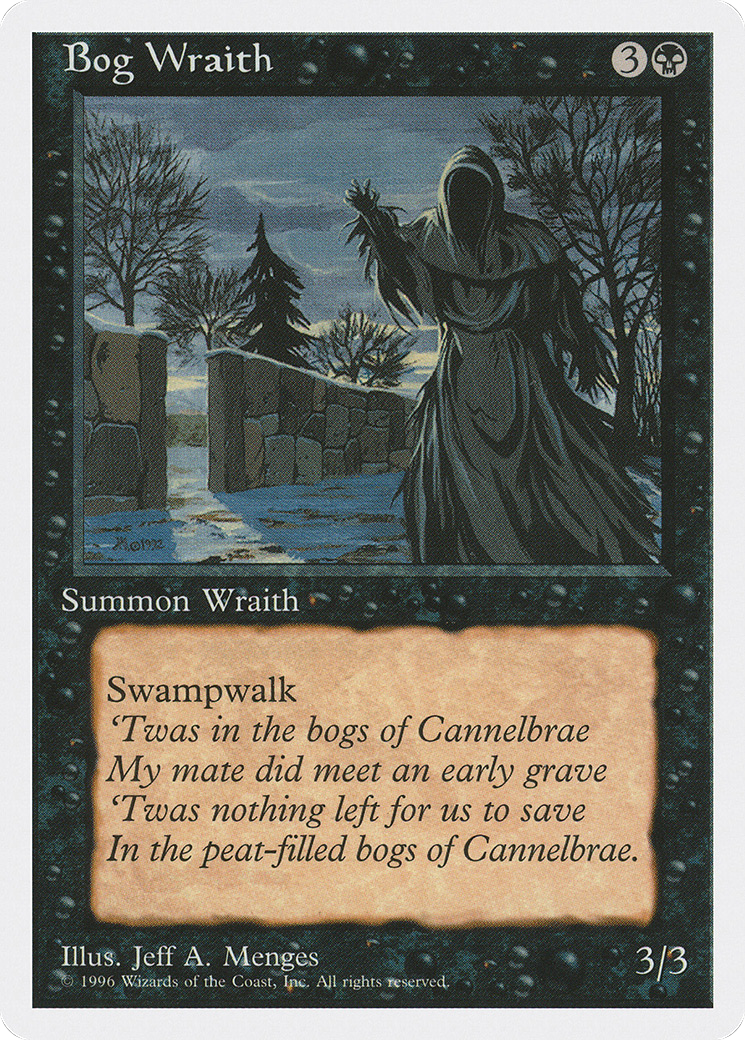 Bog Wraith 3
©1992
Summon Wraith
Swampwalk
‘Twas in the bogs of Cannelbrae
My mate did meet an early grave
‘Twas nothing left for us to save
In the peat-filled bogs of Cannelbrae.
Illus. Jeff A. Menges
3/3
© 1996 Wizards of the Coast, Inc. All rights reserved.